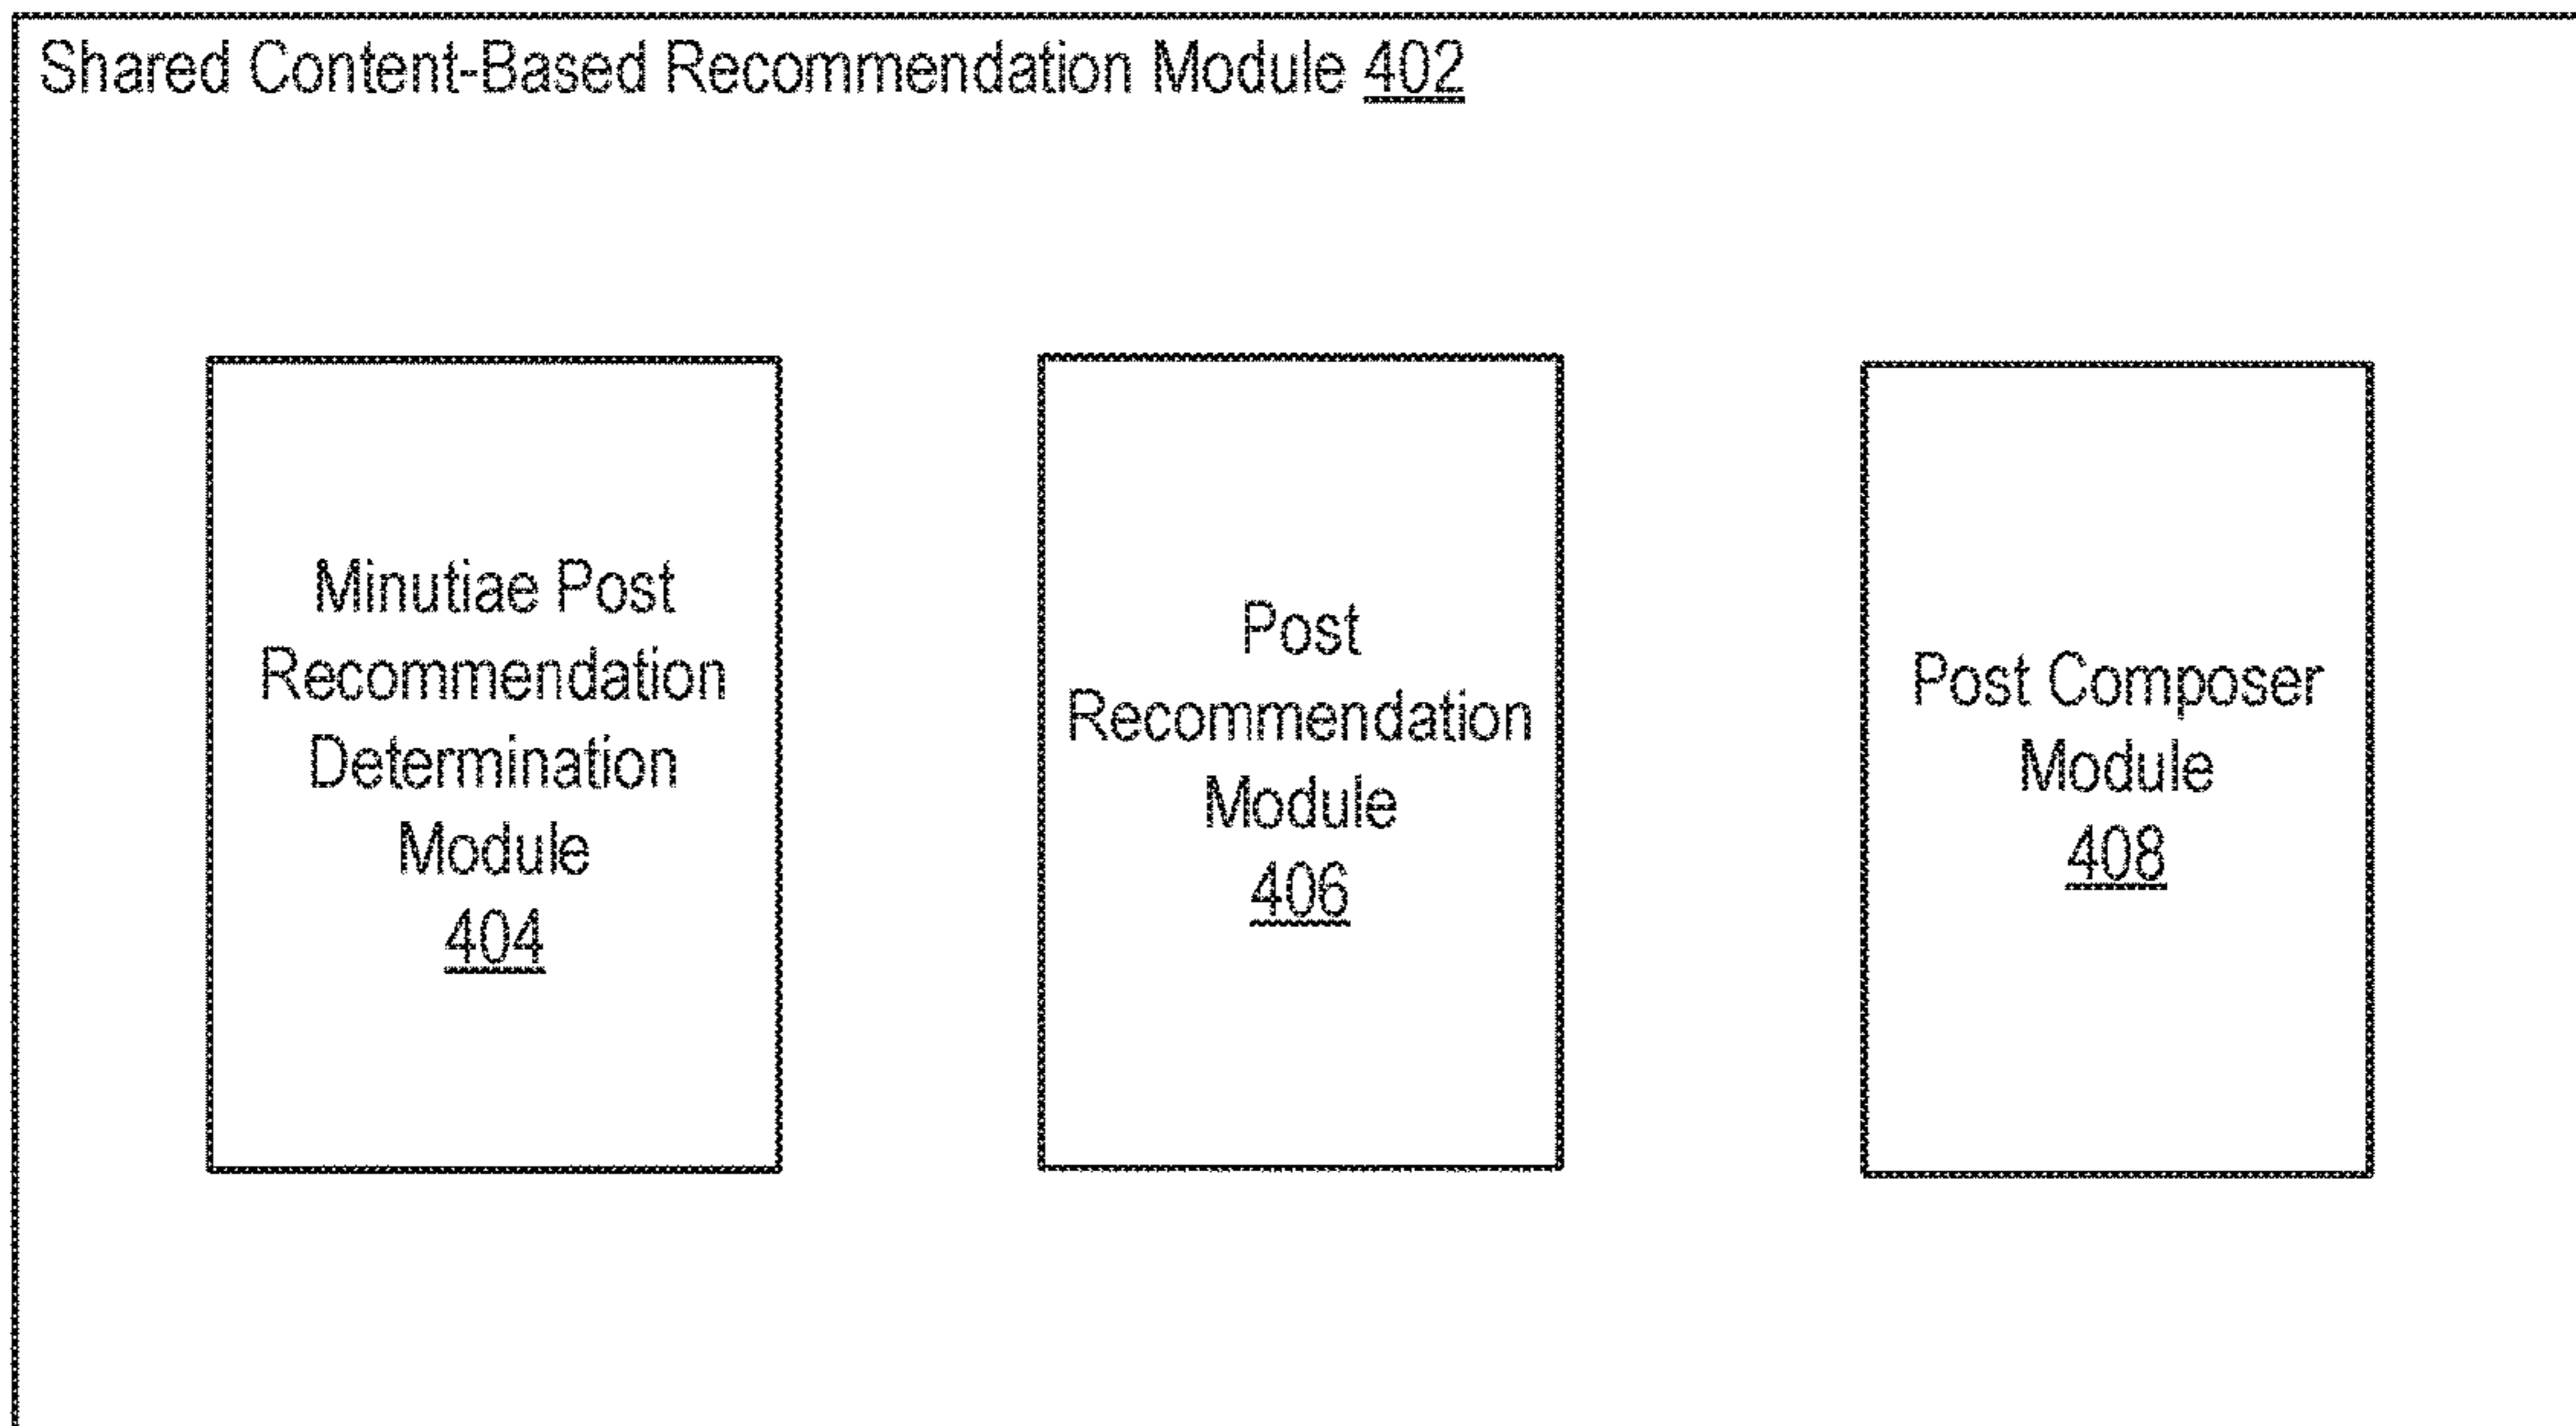 Shared Content-Based Recommendation Module 402
Minutiae Post
Recommendation
Determination
Module
404
Post
Recommendation
Module
406
Post Composer
Module
408